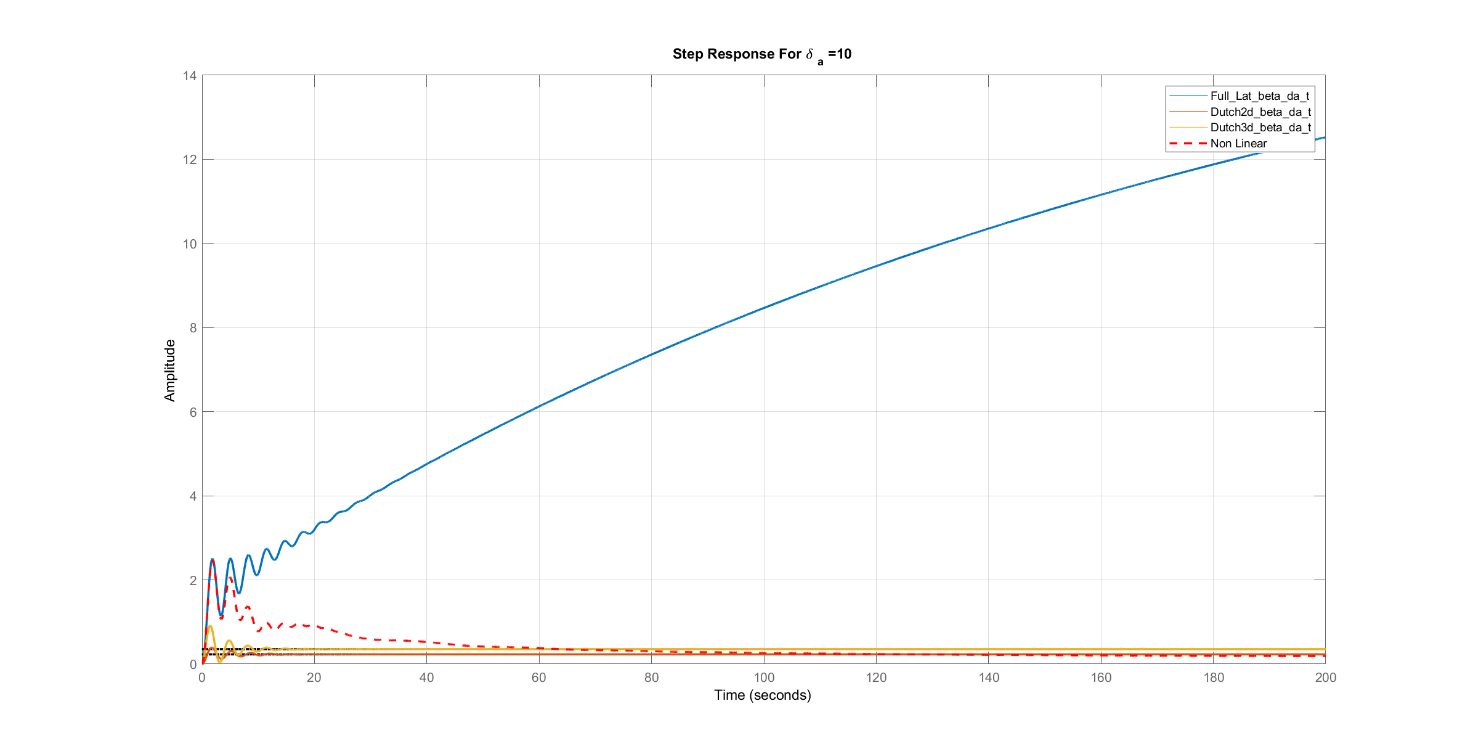 Step Response For δ a =10
14
12
10
8
6
4
2
0
Amplitude
Full_Lat_beta_da_t
Dutch2d_beta_da_t
Dutch3d_beta_da_t
Non Linear
0 20 40 60 80 100 120 140 160 180 200
Time (seconds)